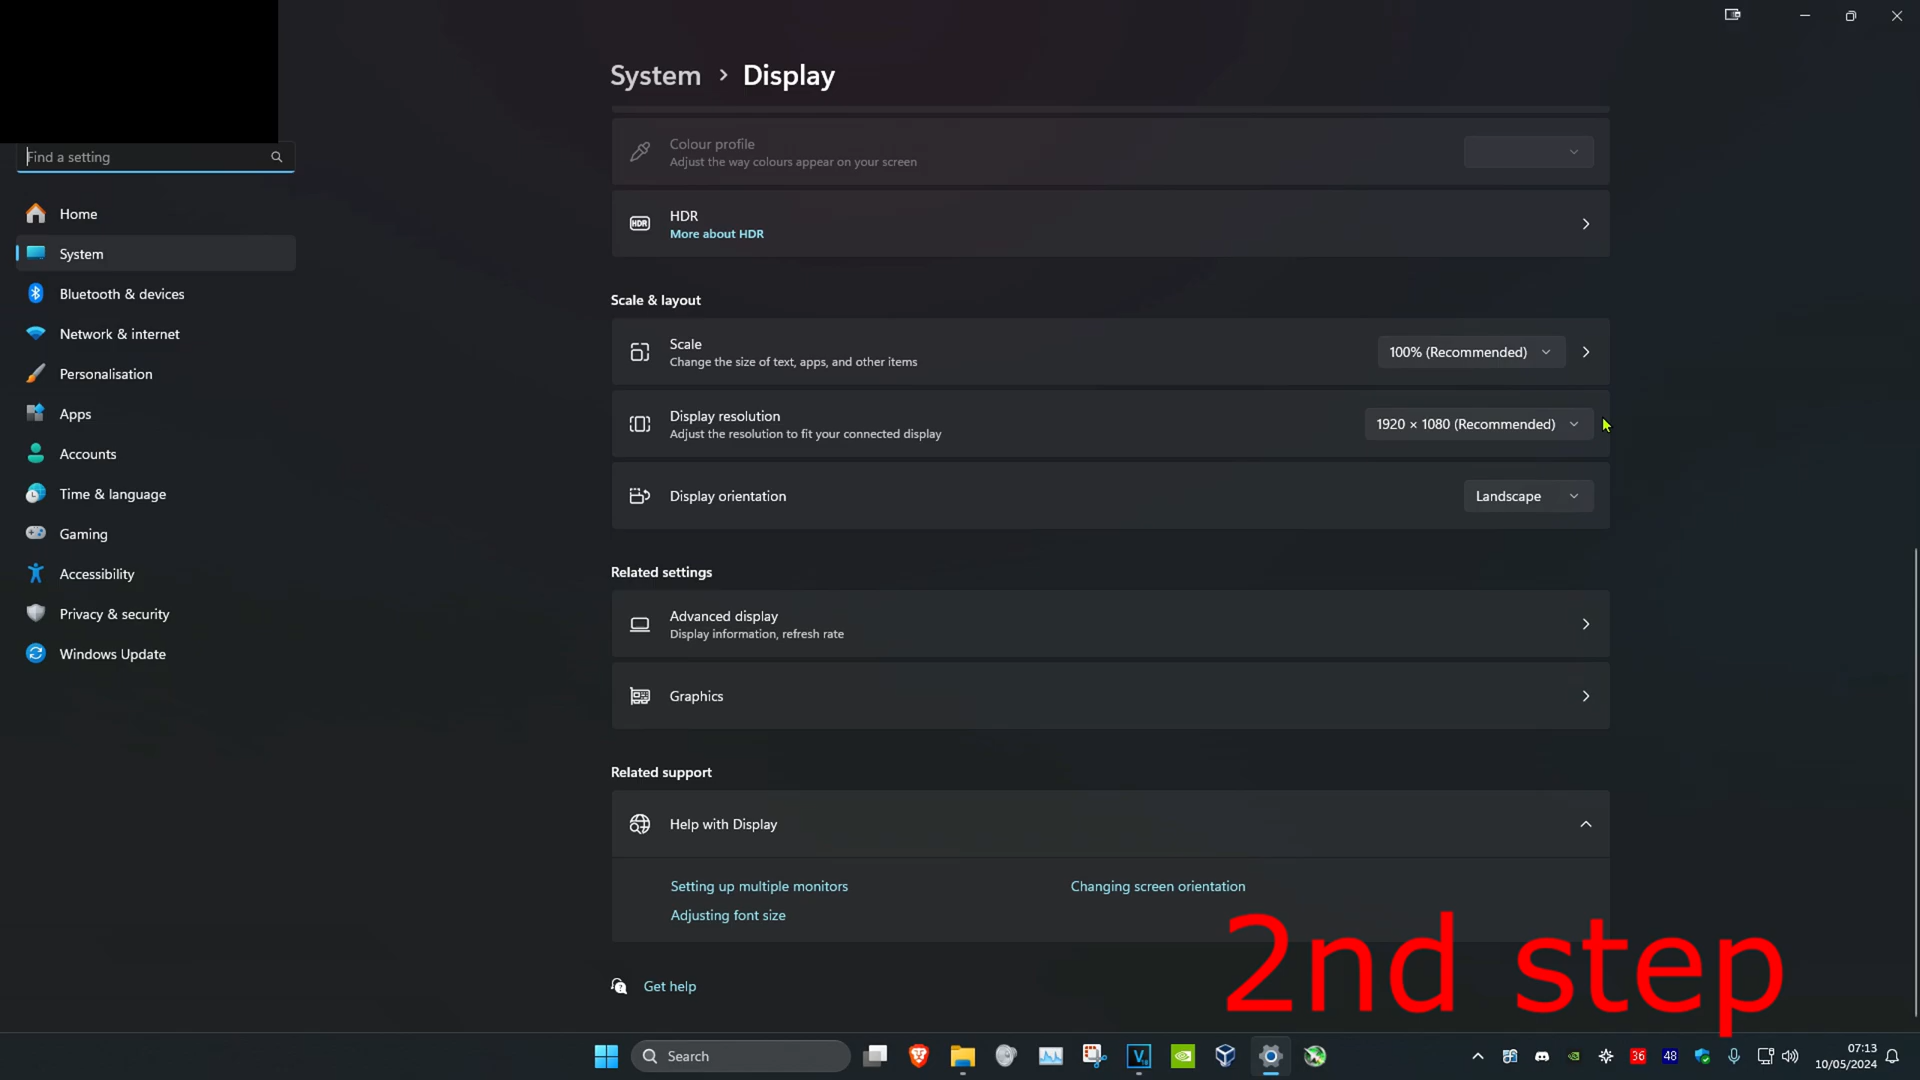 System > Display
Find a setting
Home
System
Bluetooth & devices
Network & internet
Personalisation
Apps
Accounts
Time & language
Gaming
Accessibility
Privacy & security
Windows Update
Colour profile
Adjust the way colours appear on your screen
HDR
HDR
More about HDR
Scale & layout
Scale
Change the size of text, apps, and other items
100% (Recommended)
Display resolution
Adjust the resolution to fit your connected display
1920 × 1080 (Recommended)
Display orientation
Landscape
Related settings
Advanced display
Display information, refresh rate
Graphics
Related support
Help with Display
Setting up multiple monitors
Changing screen orientation
Adjusting font size
Get help
2nd step
Search
36
48
07:13
10/05/2024